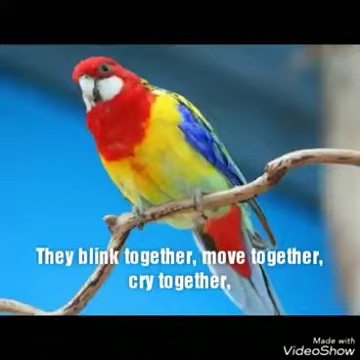 They blink together, move together,
cry together,
Made with
VideoShow